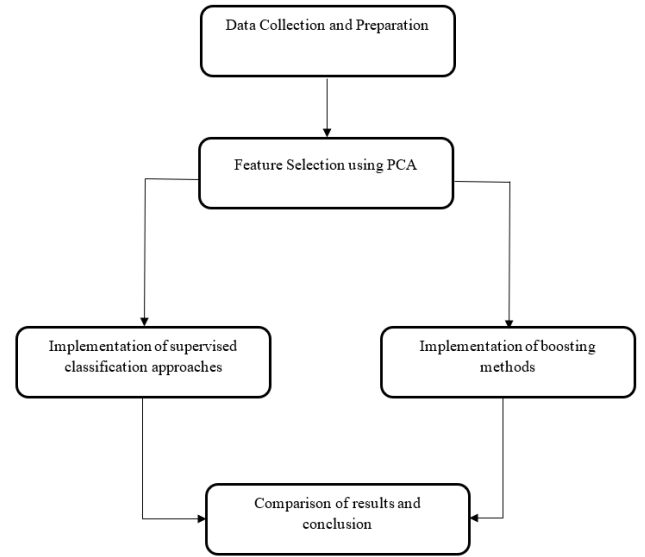 Data Collection and Preparation
Feature Selection using PCA
Implementation of supervised
classification approaches
Implementation of boosting
methods
Comparison of results and
conclusion